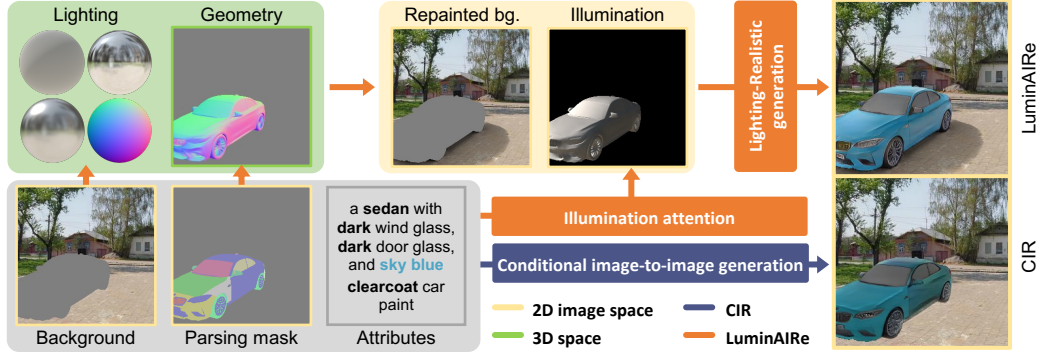 Lighting
Geometry
Repainted bg.
Illumination
Lighting-Realistic
generation
LuminAIRe
a sedan with
dark wind glass,
dark door glass,
and sky blue
clearcoat car
paint
Illumination attention
Conditional image-to-image generation
CIR
Background
Parsing mask
Attributes
2D image space
CIR
3D space
LuminAIRe